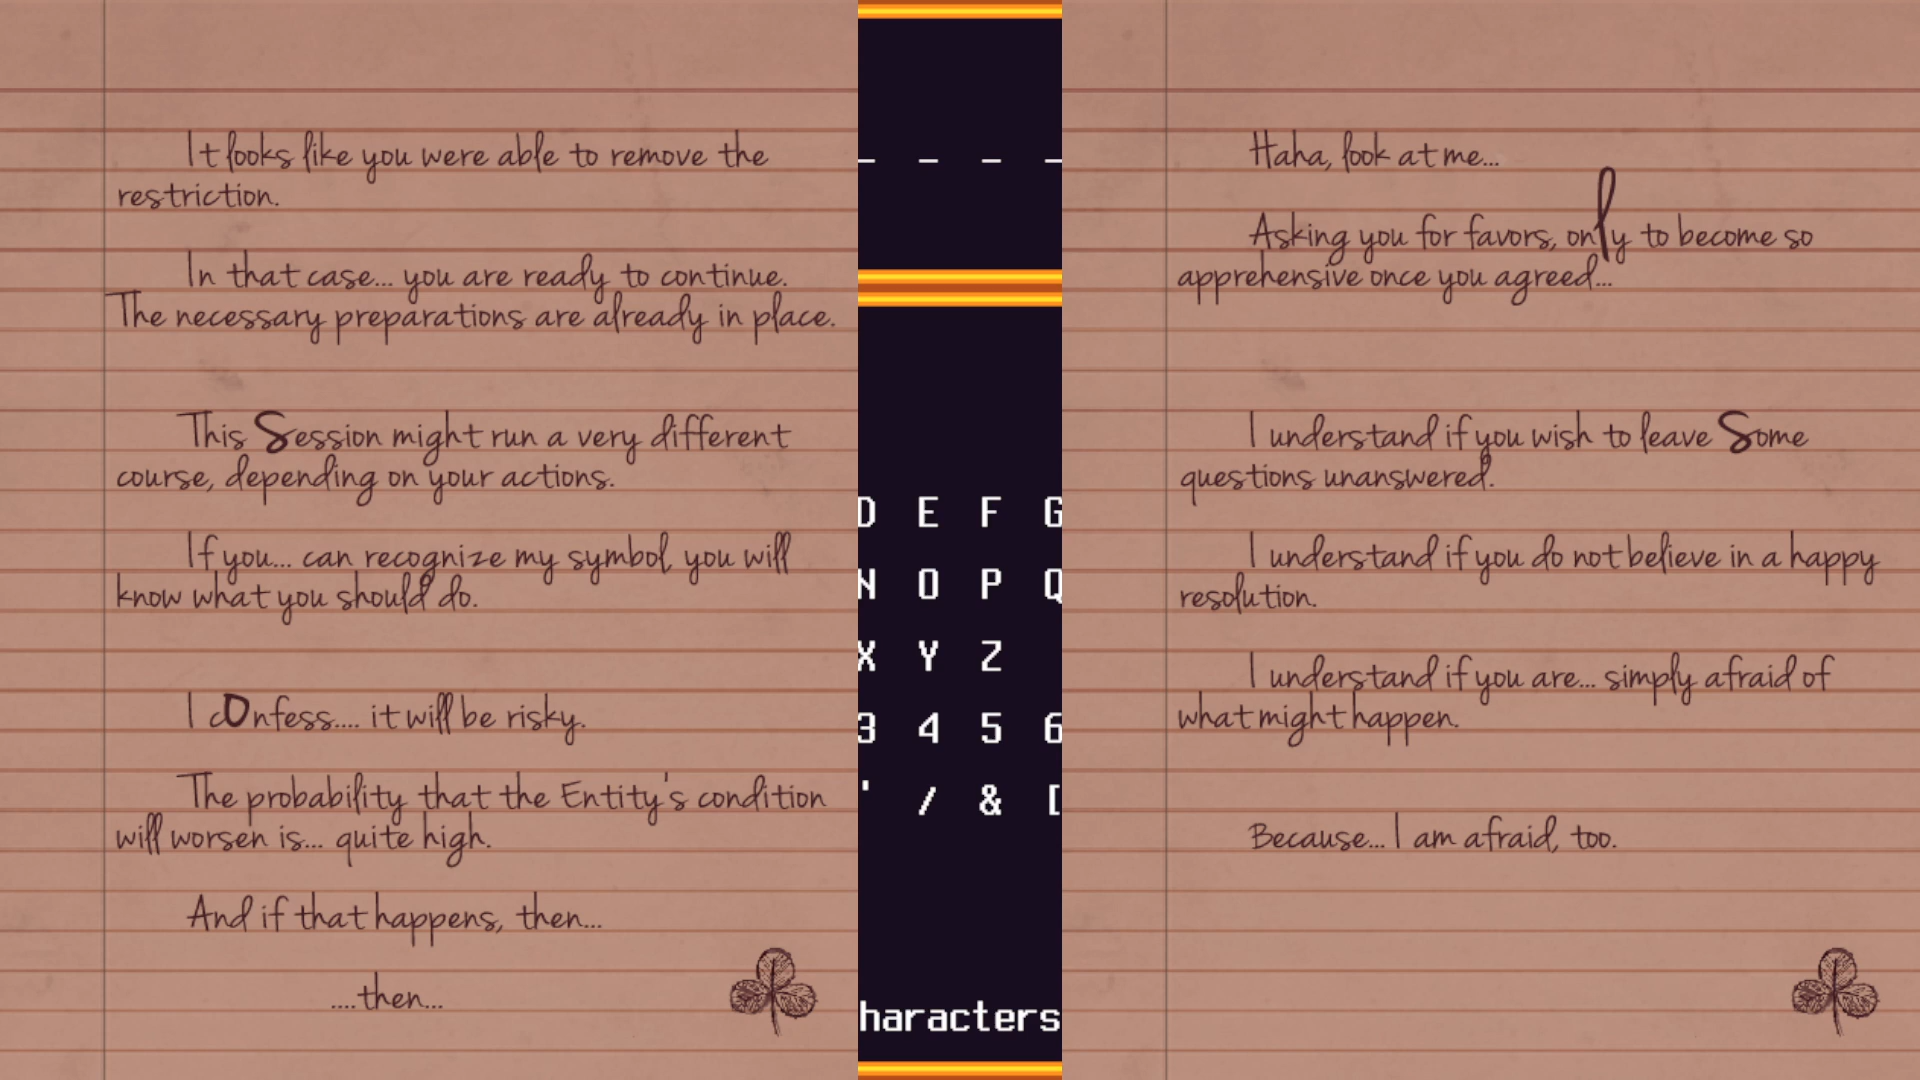 It looks like you were able to remove the
restriction.
In that case... you are ready to continue.
The necessary preparations are already in place.
This Session might run a very different
course, depending on your actions.
If you... can recognize my symbol, you will
know what you should do.
I cOnfess.... it will be risky.
The probability that the Entity's condition
will worsen is... quite high.
And if that happens, then...
....then...
_ _ _ _
D E F G
N O P Q
X Y Z
3 4 5 6
' / & [
haracters
Haha, look at me...
Asking you for favors, only to become so
apprehensive once you agreed...
I understand if you wish to leave Some
questions unanswered.
I understand if you do not believe in a happy
resolution.
I understand if you are... simply afraid of
what might happen.
Because... I am afraid, too.